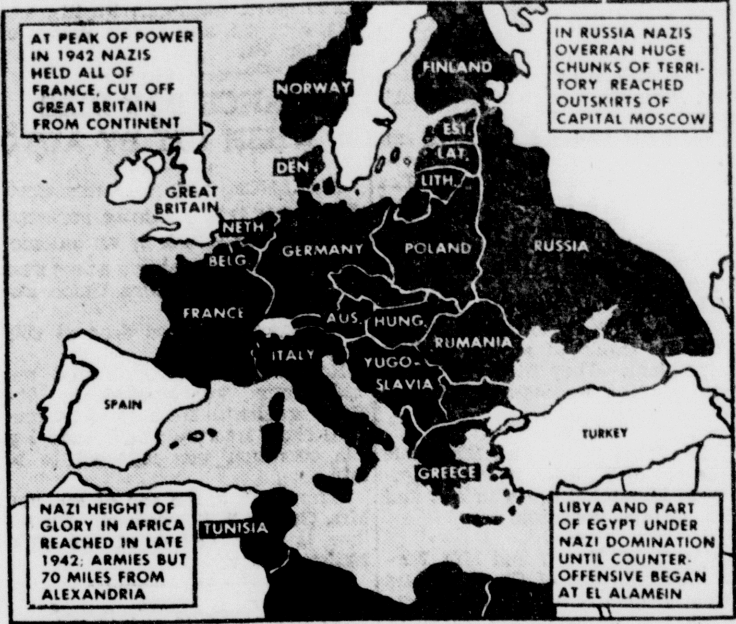 AT PEAK OF POWER
IN 1942 NAZIS
HELD ALL OF
FRANCE, CUT OFF
GREAT BRITAIN
FROM CONTINENT
IN RUSSIA NAZIS
OVERRAN HUGE
CHUNKS OF TERRI-
TORY REACHED
OUTSKIRTS OF
CAPITAL MOSCOW
NORWAY
FINLAND
EST.
LAT.
LITH.
DEN.
GREAT
BRITAIN
NETH
BELG
GERMANY
POLAND
RUSSIA
FRANCE
AUS.
HUNG.
RUMANIA
ITALY
YUGO-
SLAVIA
SPAIN
TURKEY
GREECE
TUNISIA
NAZI HEIGHT OF
GLORY IN AFRICA
REACHED IN LATE
1942; ARMIES BUT
70 MILES FROM
ALEXANDRIA
LIBYA AND PART
OF EGYPT UNDER
NAZI DOMINATION
UNTIL COUNTER-
OFFENSIVE BEGAN
AT EL ALAMEIN